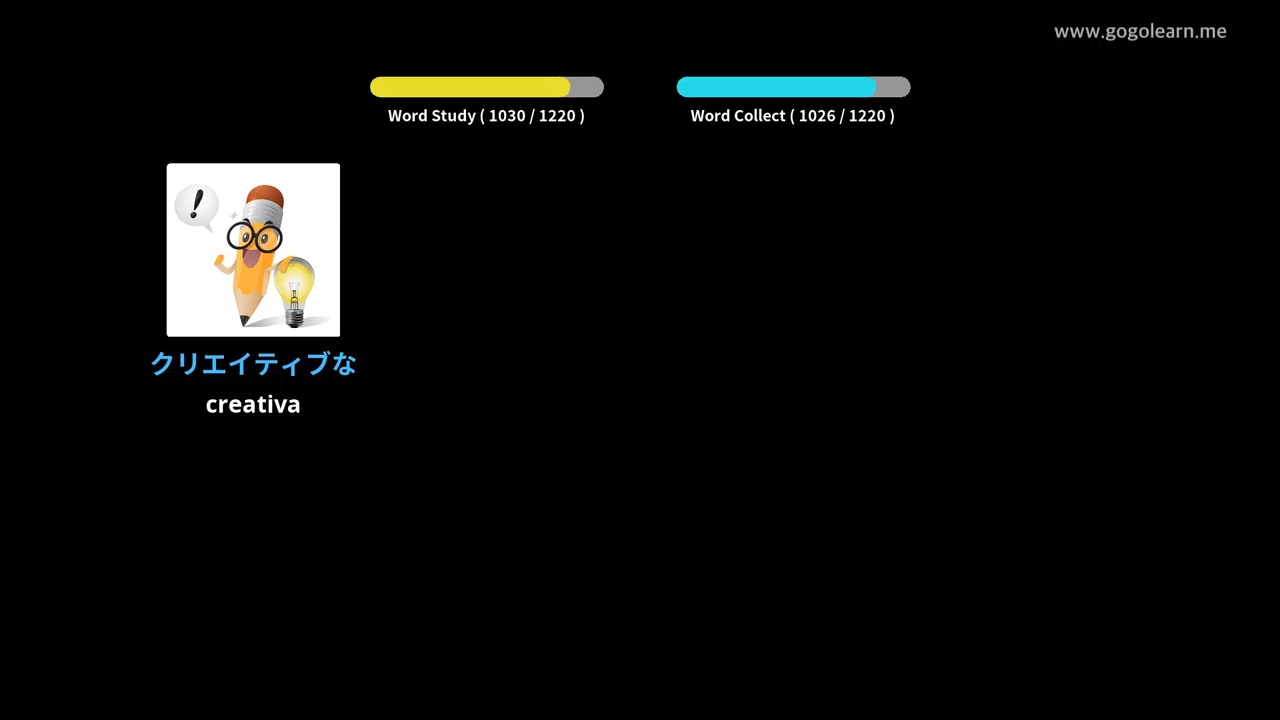 www.gogolearn.me
Word Study ( 1030 / 1220 )
Word Collect ( 1026 / 1220 )
!
クリエイティブな
creativa